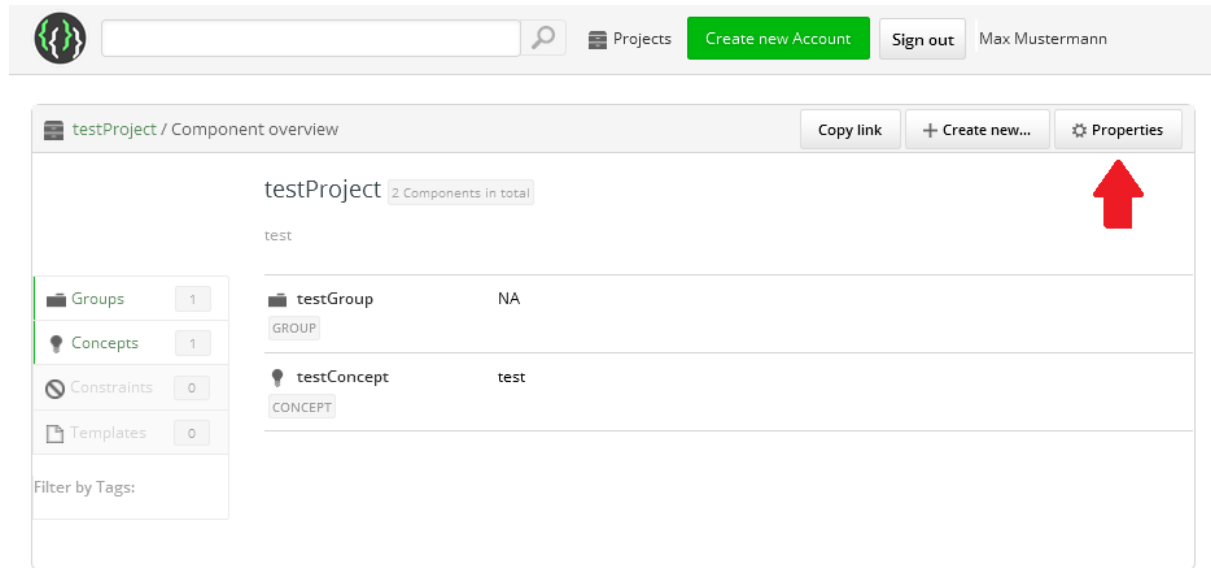 Projects Create new Account Sign out Max Mustermann
testProject / Component overview Copy link + Create new... Properties
testProject 2 Components in total
test
Groups 1
Concepts 1
Constraints 0
Templates 0
Filter by Tags:
testGroup NA
GROUP
testConcept test
CONCEPT